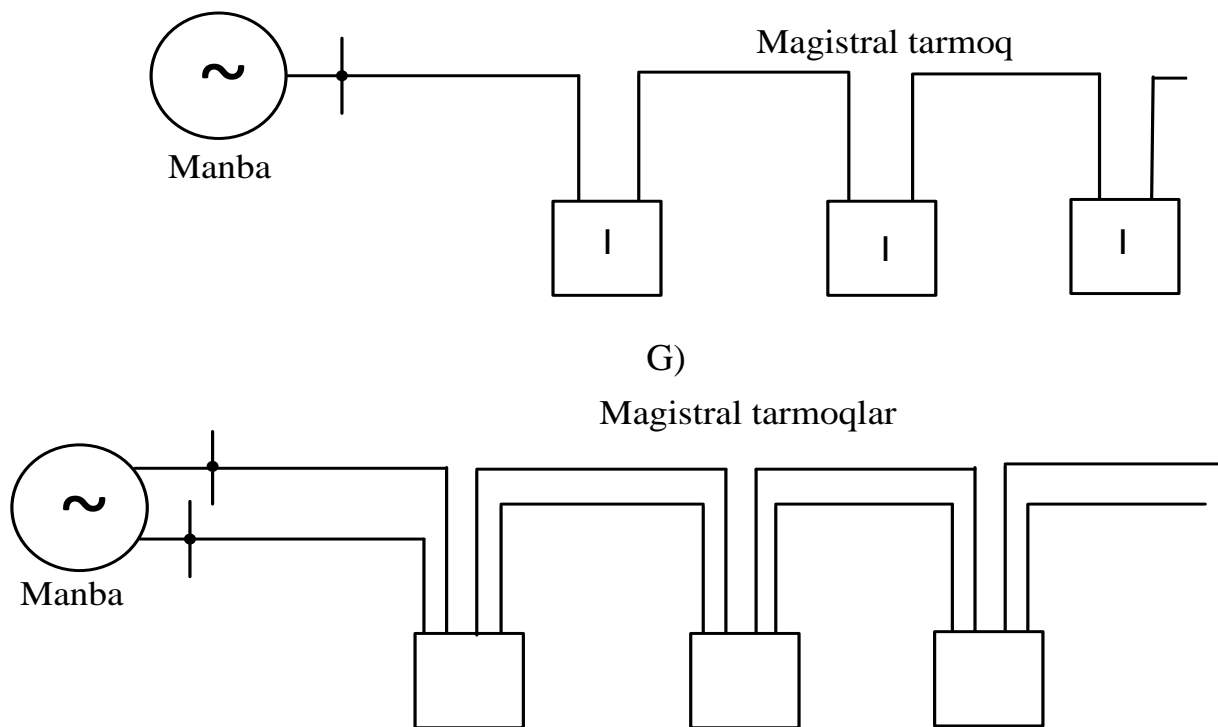 Magistral tarmoq
~
Manba
I I I
G)
Magistral tarmoqlar
~
Manba